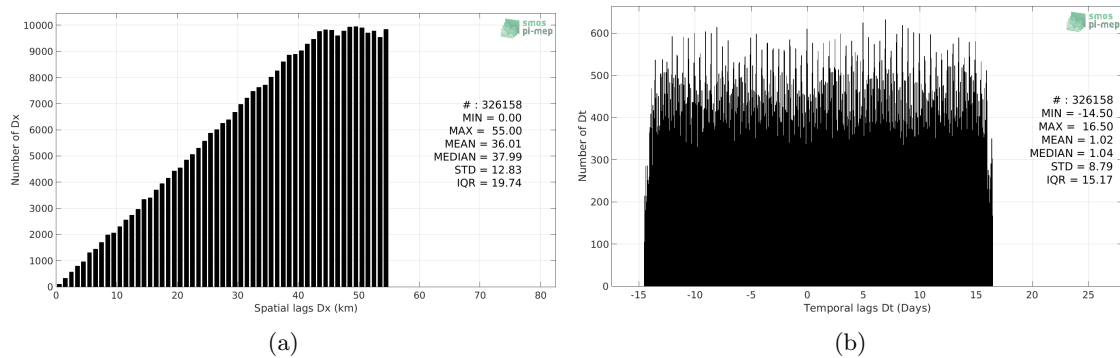 smos
pi-mep
10000
9000
8000
7000
6000
5000
4000
3000
2000
1000
0
Number of Dx
# : 326158
MIN = 0.00
MAX = 55.00
MEAN = 36.01
MEDIAN = 37.99
STD = 12.83
IQR = 19.74
0 10 20 30 40 50 60 70 80
Spatial lags Dx (km)
(a)
smos
pi-mep
600
500
400
300
200
100
0
Number of Dt
# : 326158
MIN = -14.50
MAX = 16.50
MEAN = 1.02
MEDIAN = 1.04
STD = 8.79
IQR = 15.17
-15 -10 -5 0 5 10 15 20 25
Temporal lags Dt (Days)
(b)